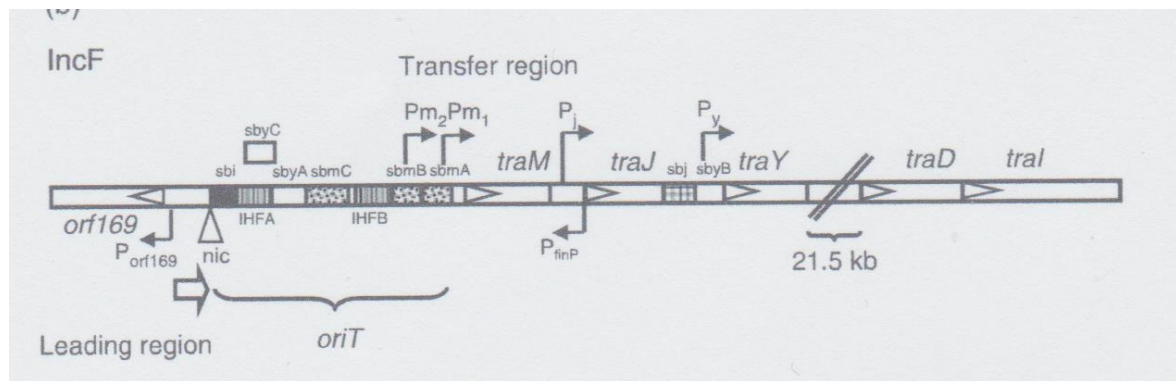 (b)
IncF
Transfer region
sbyC
Pm2Pm1
Pj
Py
sbi
sbyA
sbmC
sbmB
sbmA
traM
traJ
sbj
sbyB
traY
traD
traI
orf169
IHFA
IHFB
Porf169
nic
PfinP
21.5 kb
Leading region
oriT